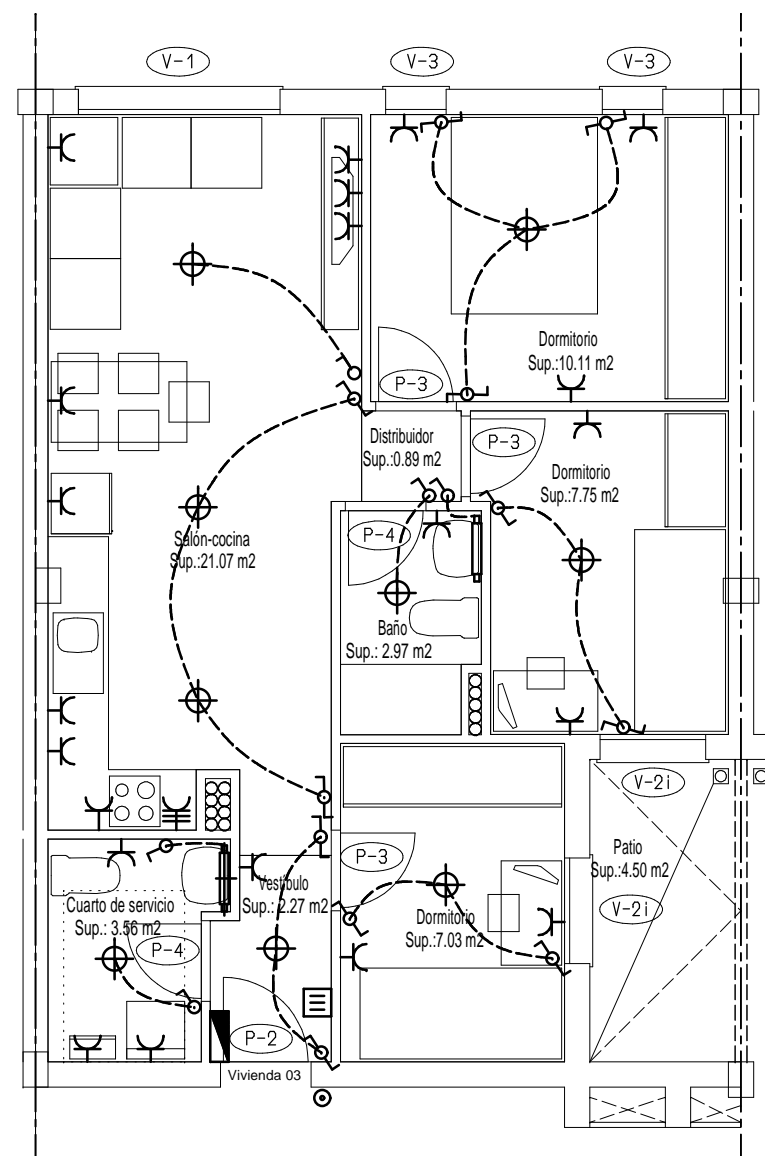 V-1
V-3
V-3
Dormitorio
Sup.:10.11 m2
P-3
Distribuidor
Sup.:0.89 m2
P-3
Dormitorio
Sup.:7.75 m2
Salón-cocina
Sup.:21.07 m2
P-4
Baño
Sup.: 2.97 m2
V-2i
P-3
Patio
Sup.:4.50 m2
Vestíbulo
Sup.: 2.27 m2
Cuarto de servicio
Sup.: 3.56 m2
Dormitorio
Sup.:7.03 m2
V-2i
P-4
P-2
Vivienda 03